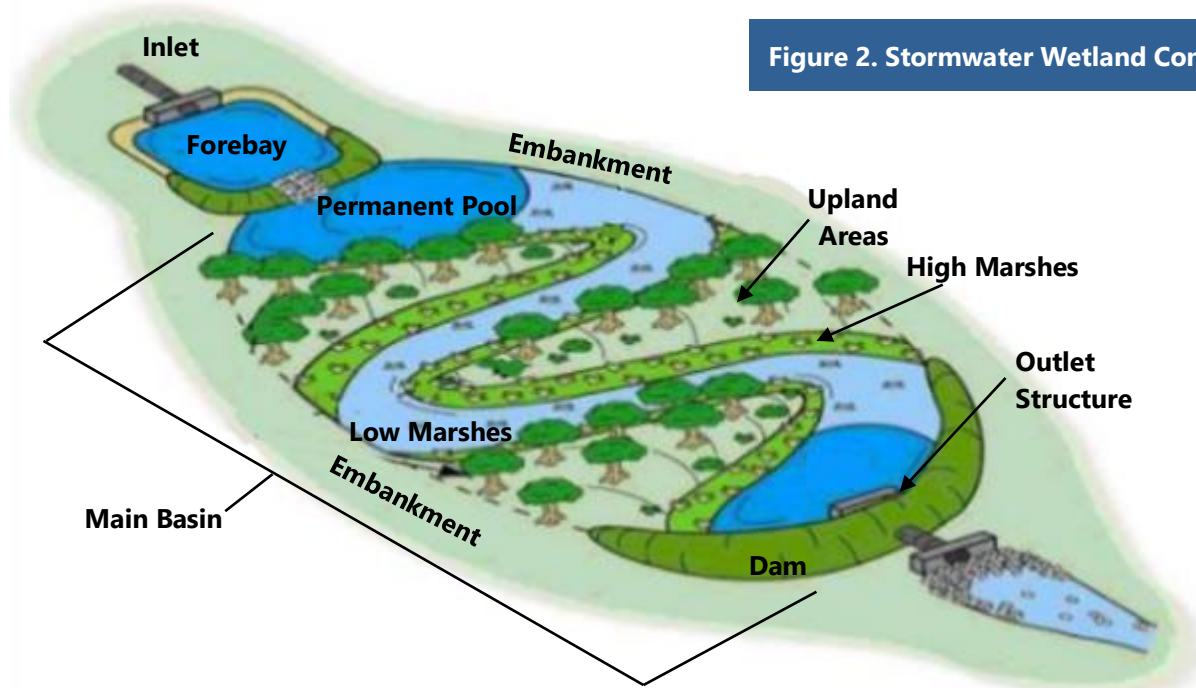 Inlet
Figure 2. Stormwater Wetland
Forebay
Embankment
Permanent Pool
Upland
Areas
High Marshes
Outlet
Structure
Low Marshes
Embankment
Main Basin
Dam